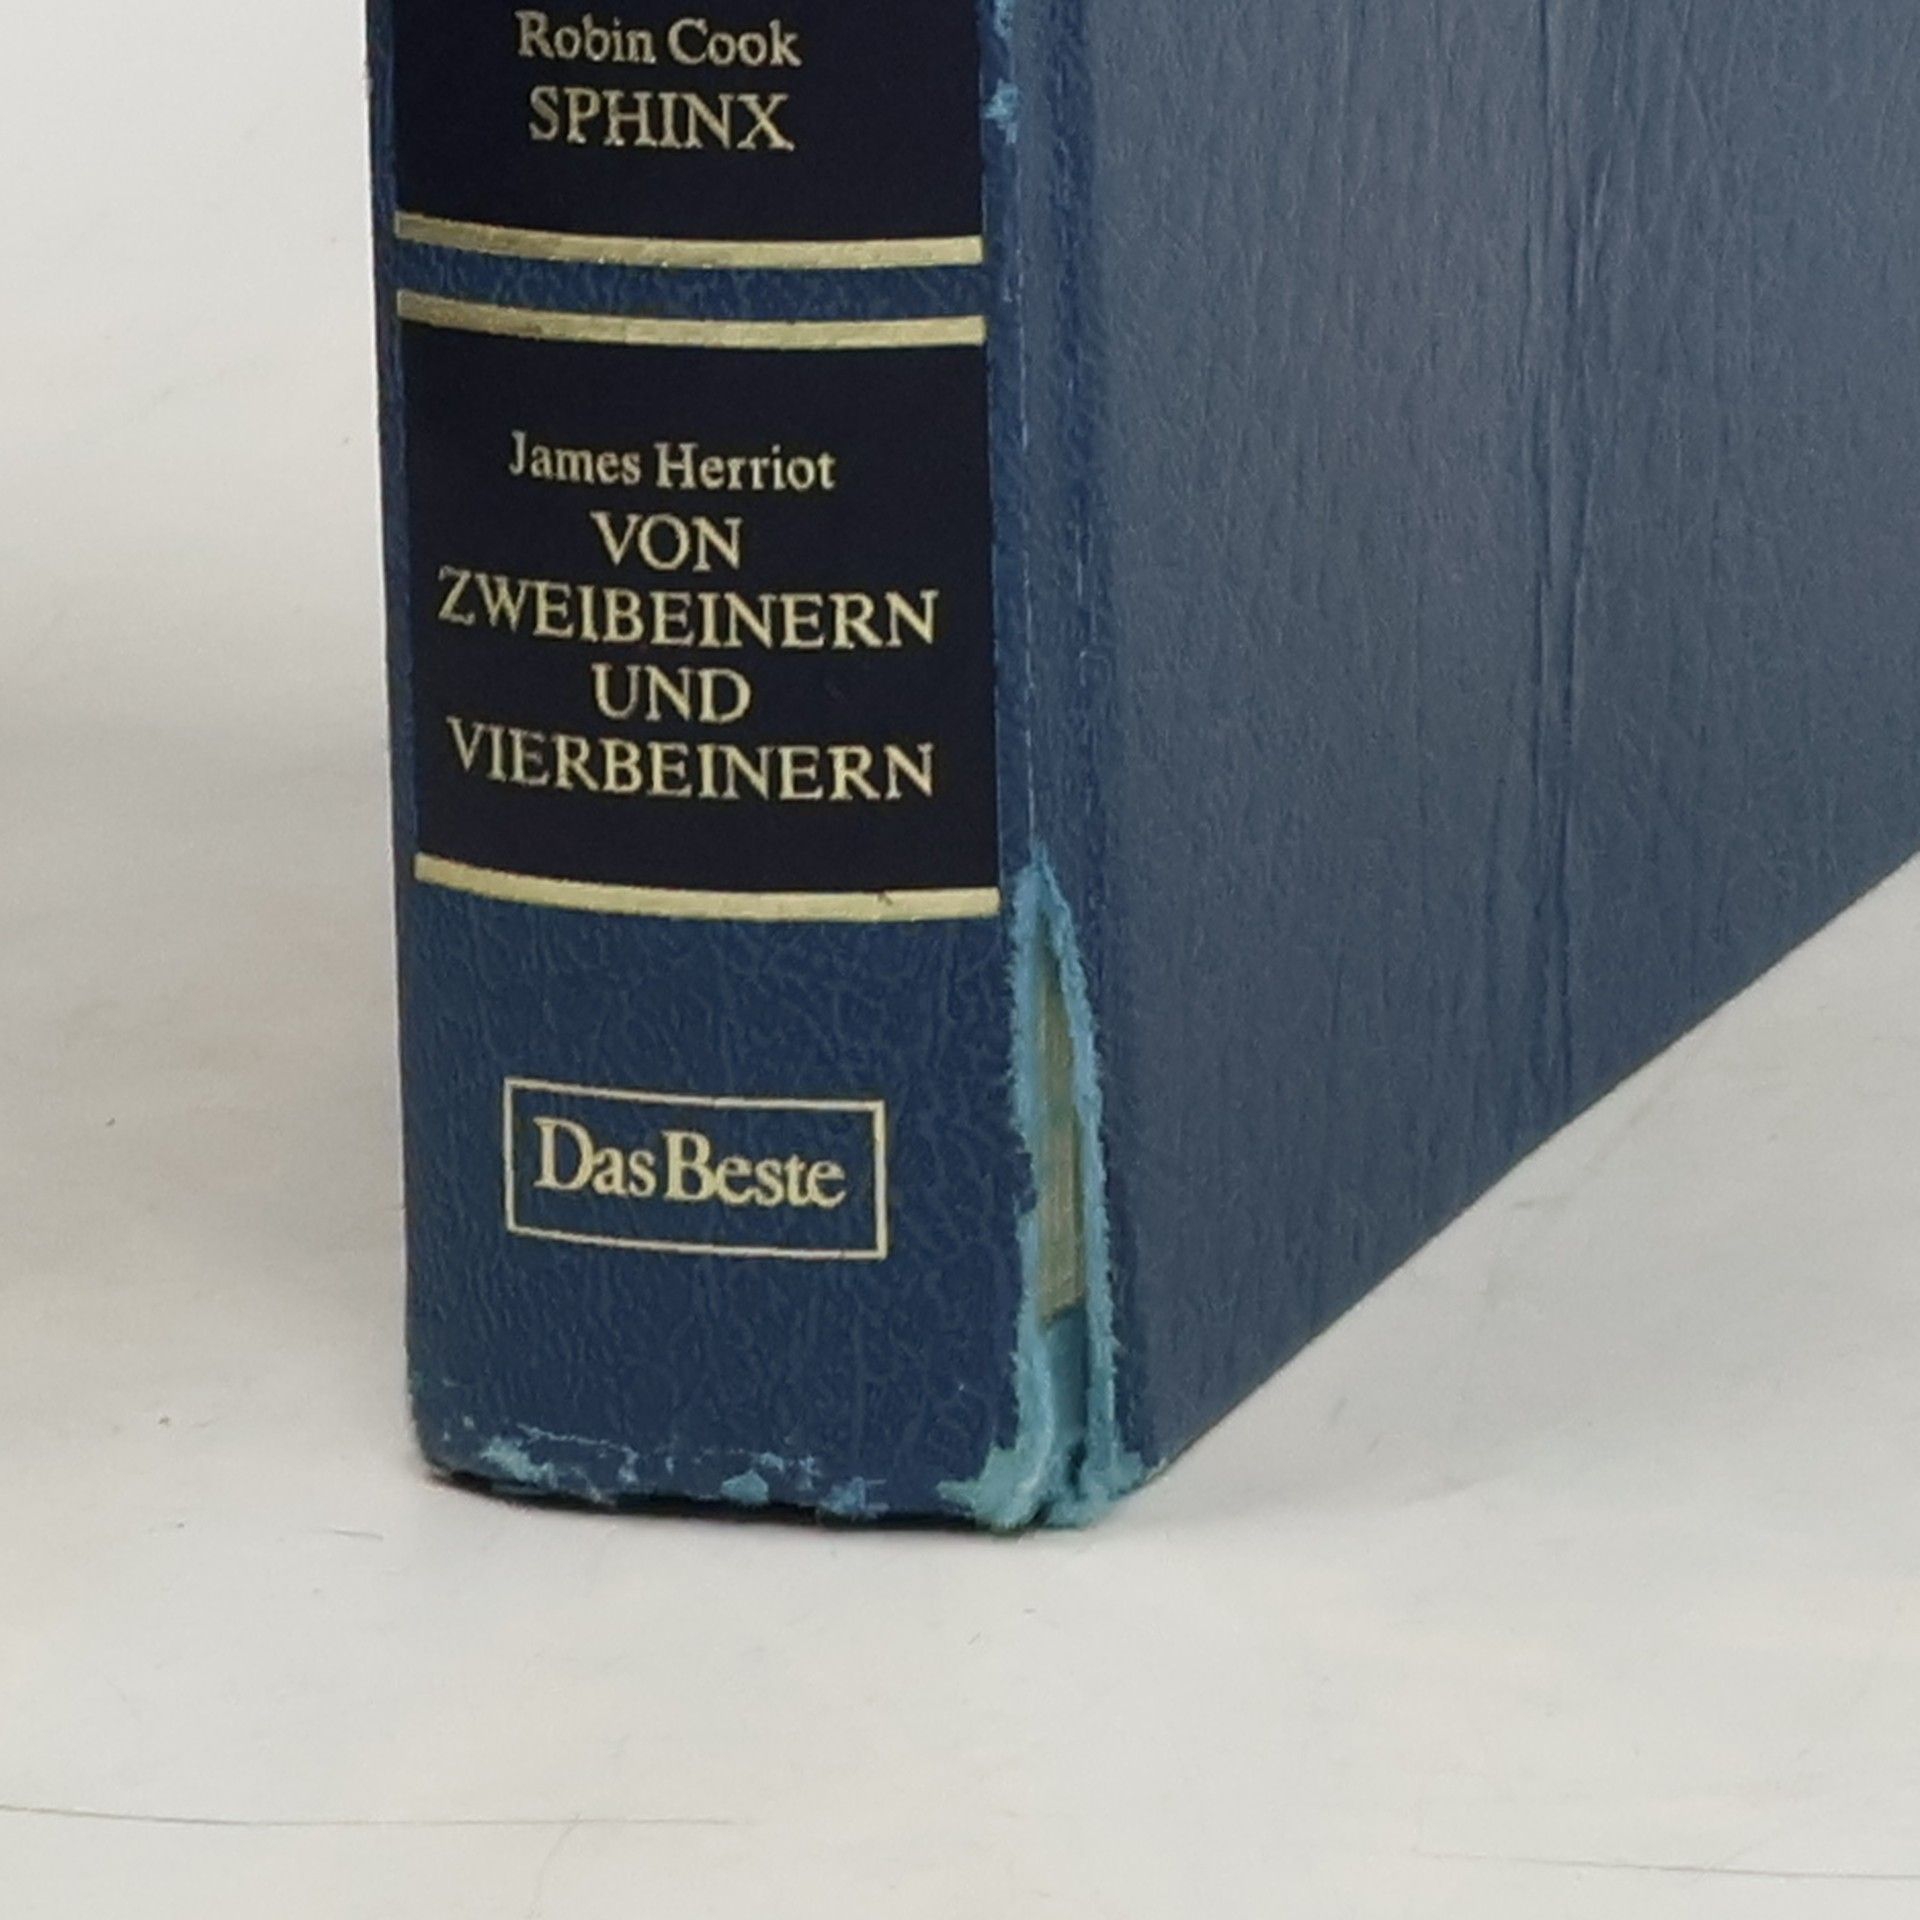 Robin Cook
SPHINX
James Herriot
VON
ZWEIBEINERN
UND
VIERBEINERN
Das Beste